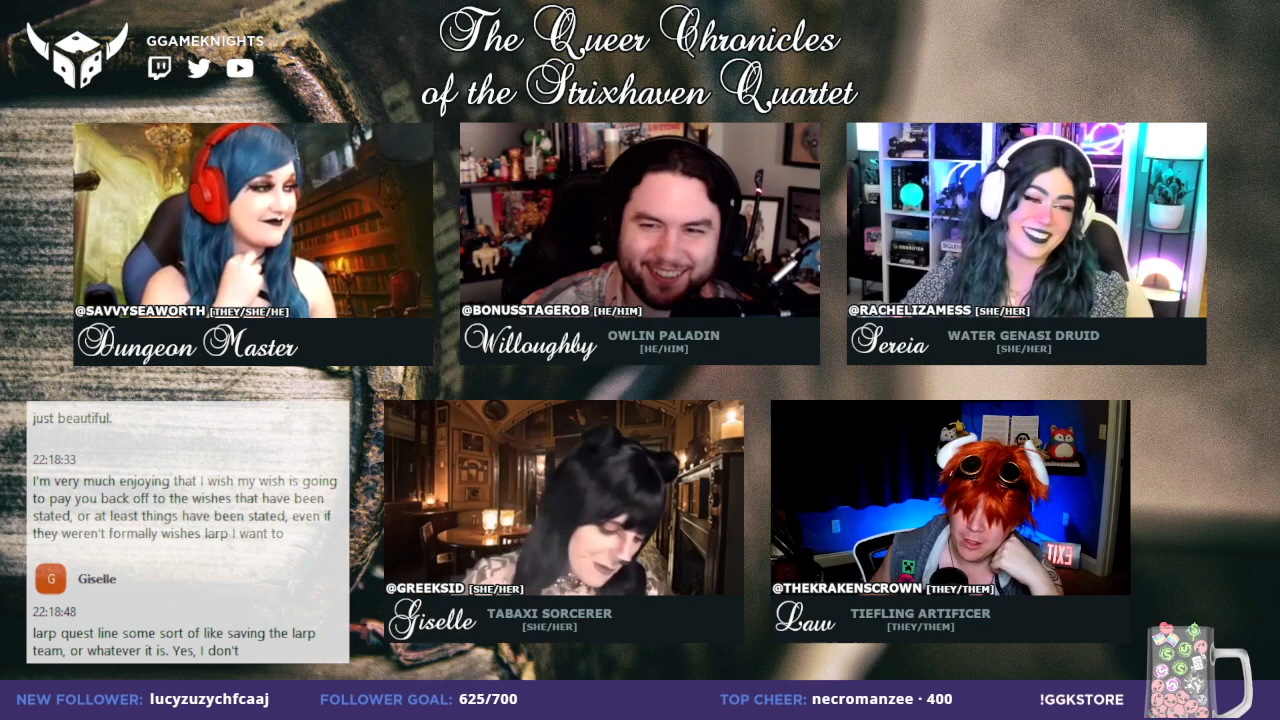 GGAMEKNIGHTS
The Queer Chronicles
of the Strixhaven Quartet
@SAVVYSEAWORTH [THEY/SHE/HE]
Dungeon Master
@BONUSSTAGEROB [HE/HIM]
Willoughby
OWLIN PALADIN
[HE/HIM]
@RACHELIZAMESS [SHE/HER]
Sereia
WATER GENASI DRUID
[SHE/HER]
just beautiful.
22:18:33
I'm very much enjoying that I wish my wish is going
to pay you back off to the wishes that have been
stated, or at least things have been stated, even if
they weren't formally wishes larp I want to
G
Giselle
22:18:48
larp quest line some sort of like saving the larp
team, or whatever it is. Yes, I don't
@GREEKSID [SHE/HER]
Giselle
TABAXI SORCERER
[SHE/HER]
EXIT
@THEKRAKENSCROWN [THEY/THEM]
Law
TIEFLING ARTIFICER
[THEY/THEM]
NEW FOLLOWER: lucyzuzychfcaaj
FOLLOWER GOAL: 625/700
TOP CHEER: necromanzee · 400
!GGKSTORE